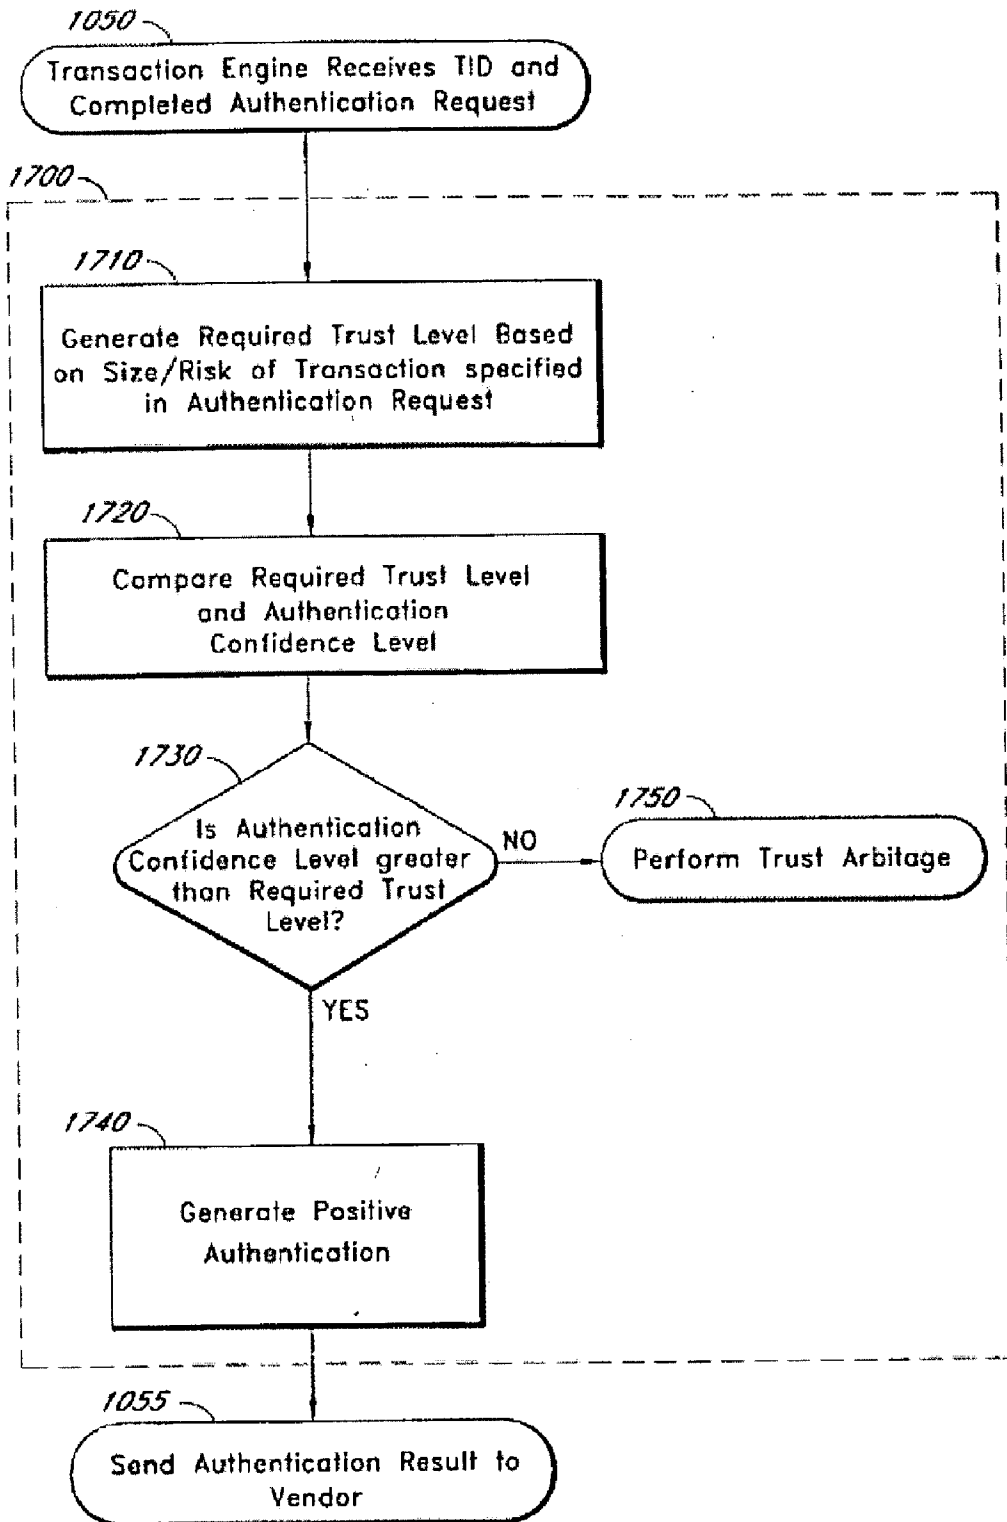 1050
Transaction Engine Receives TID and
Completed Authentication Request
1700
1710
Generate Required Trust Level Based
on Size/Risk of Transaction specified
in Authentication Request
1720
Compare Required Trust Level
and Authentication
Confidence Level
1730
Is Authentication
Confidence Level greater
than Required Trust
Level?
NO
1750
Perform Trust Arbitage
YES
1740
Generate Positive
Authentication
1055
Send Authentication Result to
Vendor